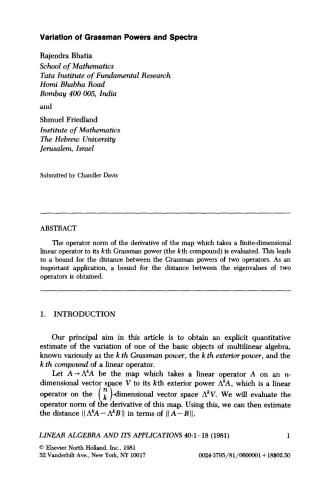 Variation of Grassman Powers and Spectra
Rajendra Bhatia
School of Mathematics
Tata Institute of Fundamental Research
Homi Bhabha Road
Bombay 400 005, India
and
Shmuel Friedland
Institute of Mathematics
The Hebrew University
Jerusalem, Israel
Submitted by Chandler Davis
ABSTRACT
The operator norm of the derivative of the map which takes a finite-dimensional
linear operator to its kth Grassman power (the kth compound) is evaluated. This leads
to a bound for the distance between the Grassman powers of two operators. As an
important application, a bound for the distance between the eigenvalues of two
operators is obtained.
1. INTRODUCTION
Our principal aim in this article is to obtain an explicit quantitative
estimate of the variation of one of the basic objects of multilinear algebra,
known variously as the k th Grassman power, the k th exterior power, and the
k th compound of a linear operator.
Let A→Λ^kA be the map which takes a linear operator A on an n-
dimensional vector space V to its kth exterior power Λ^kA, which is a linear
operator on the (n k)-dimensional vector space Λ^kV. We will evaluate the
operator norm of the derivative of this map. Using this, we can then estimate
the distance ||Λ^kA−Λ^kB|| in terms of ||A−B||.
LINEAR ALGEBRA AND ITS APPLICATIONS 40:1-18 (1981) 1
© Elsevier North Holland, Inc., 1981
52 Vanderbilt Ave., New York, NY 10017 0024-3795/81/0600001+18$02.50